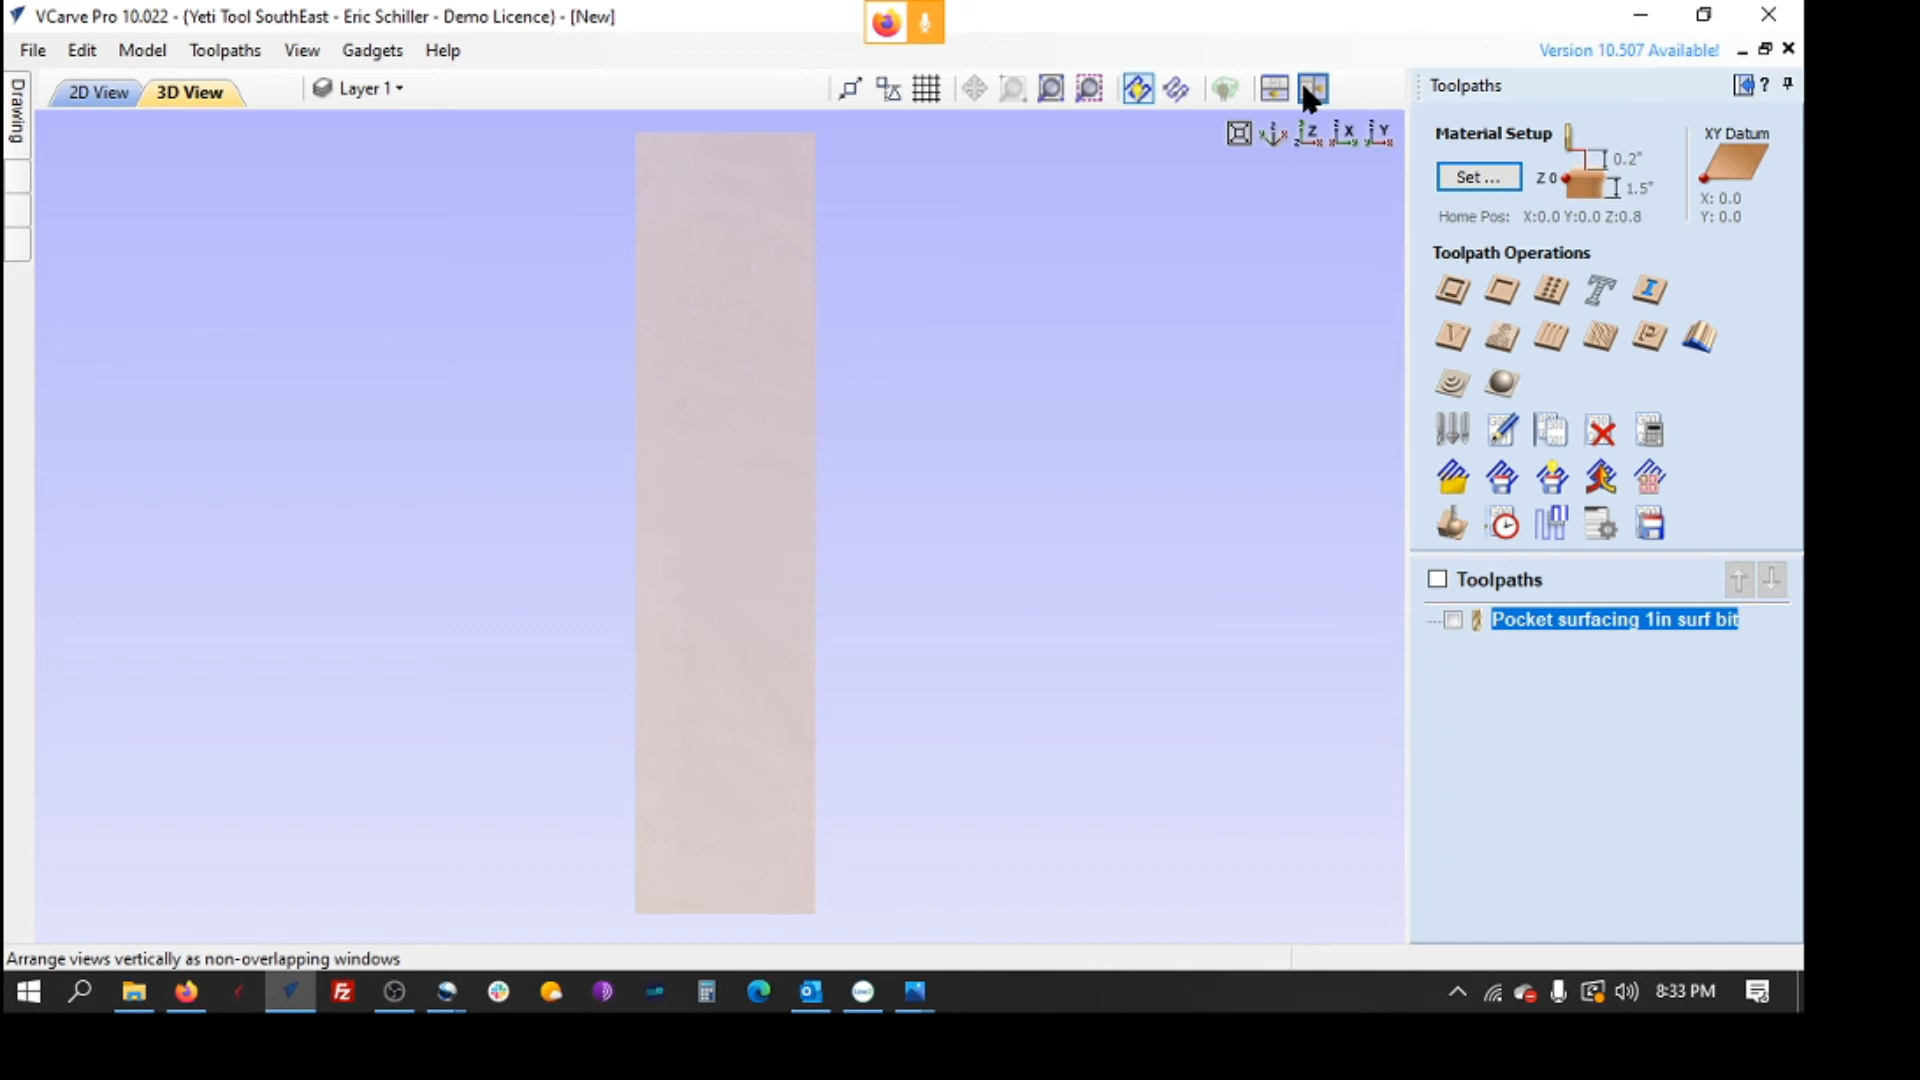 VCarve Pro 10.022 - {Yeti Tool SouthEast - Eric Schiller - Demo Licence} - [New]
File Edit Model Toolpaths View Gadgets Help
Version 10.507 Available!
Drawing
2D View 3D View
Layer 1
Toolpaths
?
Material Setup
XY Datum
Set ...
Z 0
0.2"
1.5"
X: 0.0
Y: 0.0
Home Pos: X:0.0 Y:0.0 Z:0.8
Toolpath Operations
Toolpaths
Pocket surfacing 1in surf bit
Arrange views vertically as non-overlapping windows
8:33 PM